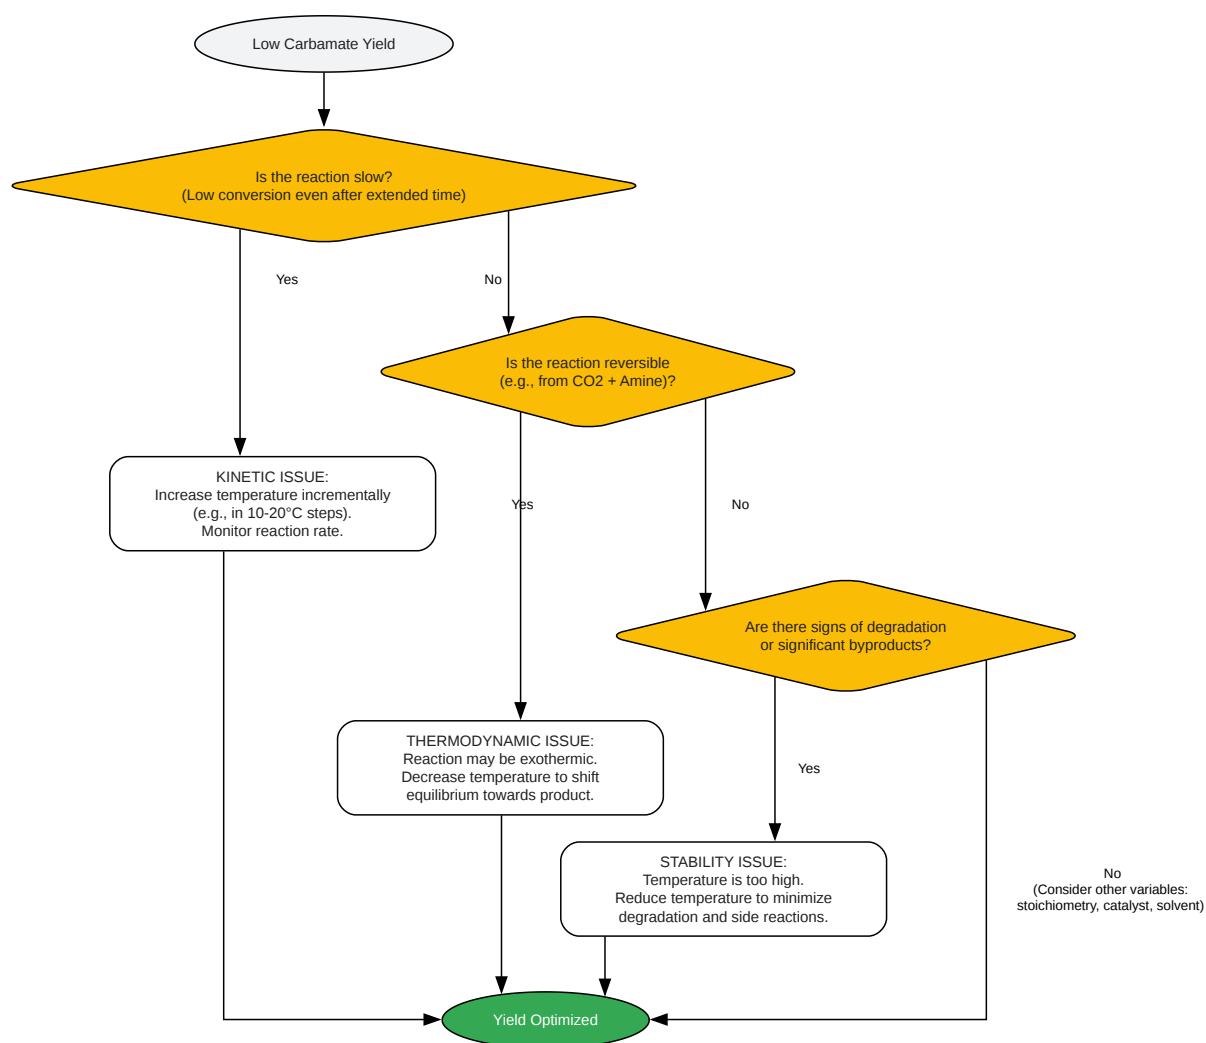 Low Carbamate Yield
Is the reaction slow?
(Low conversion even after extended time)
Yes
No
Is the reaction reversible
(e.g., from CO2 + Amine)?
KINETIC ISSUE:
Increase temperature incrementally
(e.g., in 10-20°C steps).
Monitor reaction rate.
Yes
No
Are there signs of degradation
or significant byproducts?
THERMODYNAMIC ISSUE:
Reaction may be exothermic.
Decrease temperature to shift
equilibrium towards product.
Yes
STABILITY ISSUE:
Temperature is too high.
Reduce temperature to minimize
degradation and side reactions.
No
(Consider other variables:
stoichiometry, catalyst, solvent)
Yield Optimized